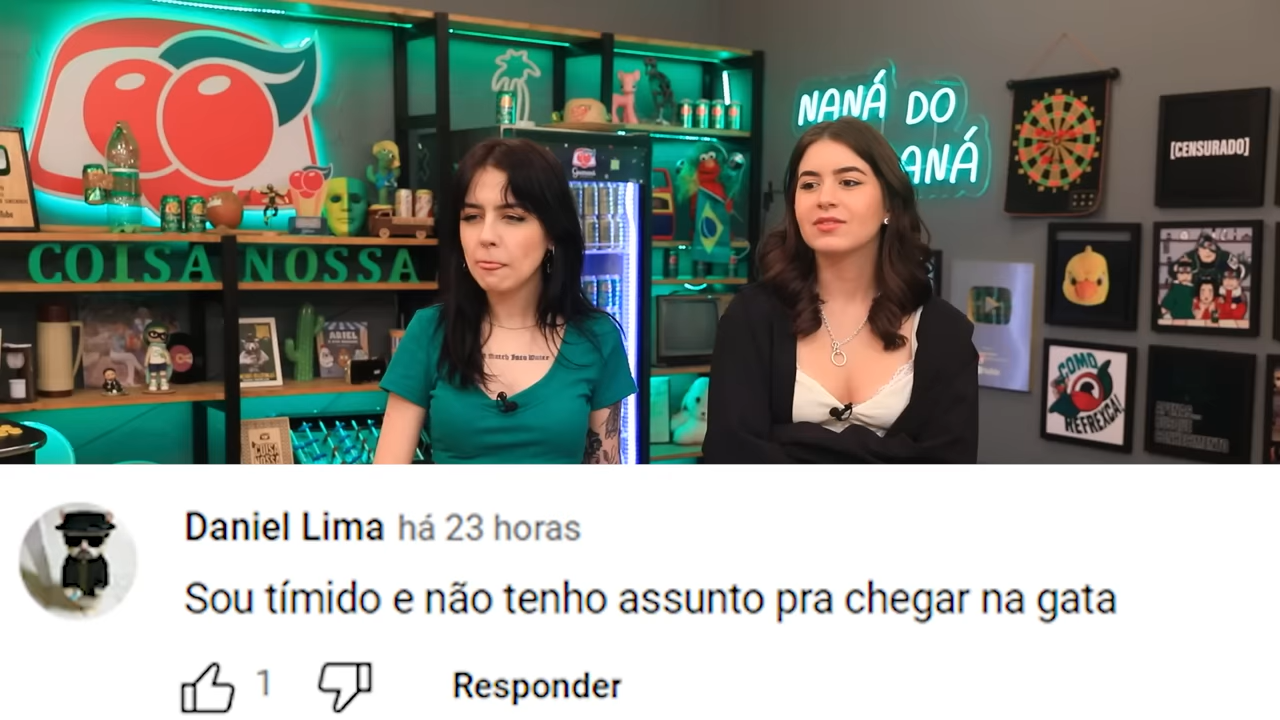 NANÁ DO
ANÁ
[CENSURADO]
COISA NOSSA
COMO
REFREXCA!
Daniel Lima há 23 horas
Sou tímido e não tenho assunto pra chegar na gata
1
Responder